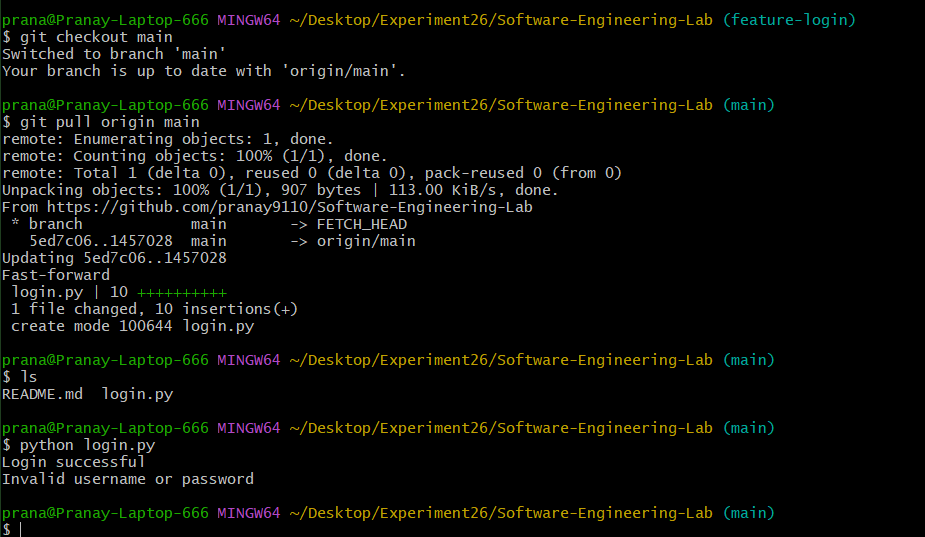 prana@Pranay-Laptop-666 MINGW64 ~/Desktop/Experiment26/Software-Engineering-Lab (feature-login)
$ git checkout main
Switched to branch 'main'
Your branch is up to date with 'origin/main'.
prana@Pranay-Laptop-666 MINGW64 ~/Desktop/Experiment26/Software-Engineering-Lab (main)
$ git pull origin main
remote: Enumerating objects: 1, done.
remote: Counting objects: 100% (1/1), done.
remote: Total 1 (delta 0), reused 0 (delta 0), pack-reused 0 (from 0)
Unpacking objects: 100% (1/1), 907 bytes | 113.00 KiB/s, done.
From https://github.com/pranay9110/Software-Engineering-Lab
 * branch            main       -> FETCH_HEAD
   5ed7c06..1457028  main       -> origin/main
Updating 5ed7c06..1457028
Fast-forward
 login.py | 10 ++++++++++
 1 file changed, 10 insertions(+)
 create mode 100644 login.py
prana@Pranay-Laptop-666 MINGW64 ~/Desktop/Experiment26/Software-Engineering-Lab (main)
$ ls
README.md  login.py
prana@Pranay-Laptop-666 MINGW64 ~/Desktop/Experiment26/Software-Engineering-Lab (main)
$ python login.py
Login successful
Invalid username or password
prana@Pranay-Laptop-666 MINGW64 ~/Desktop/Experiment26/Software-Engineering-Lab (main)
$